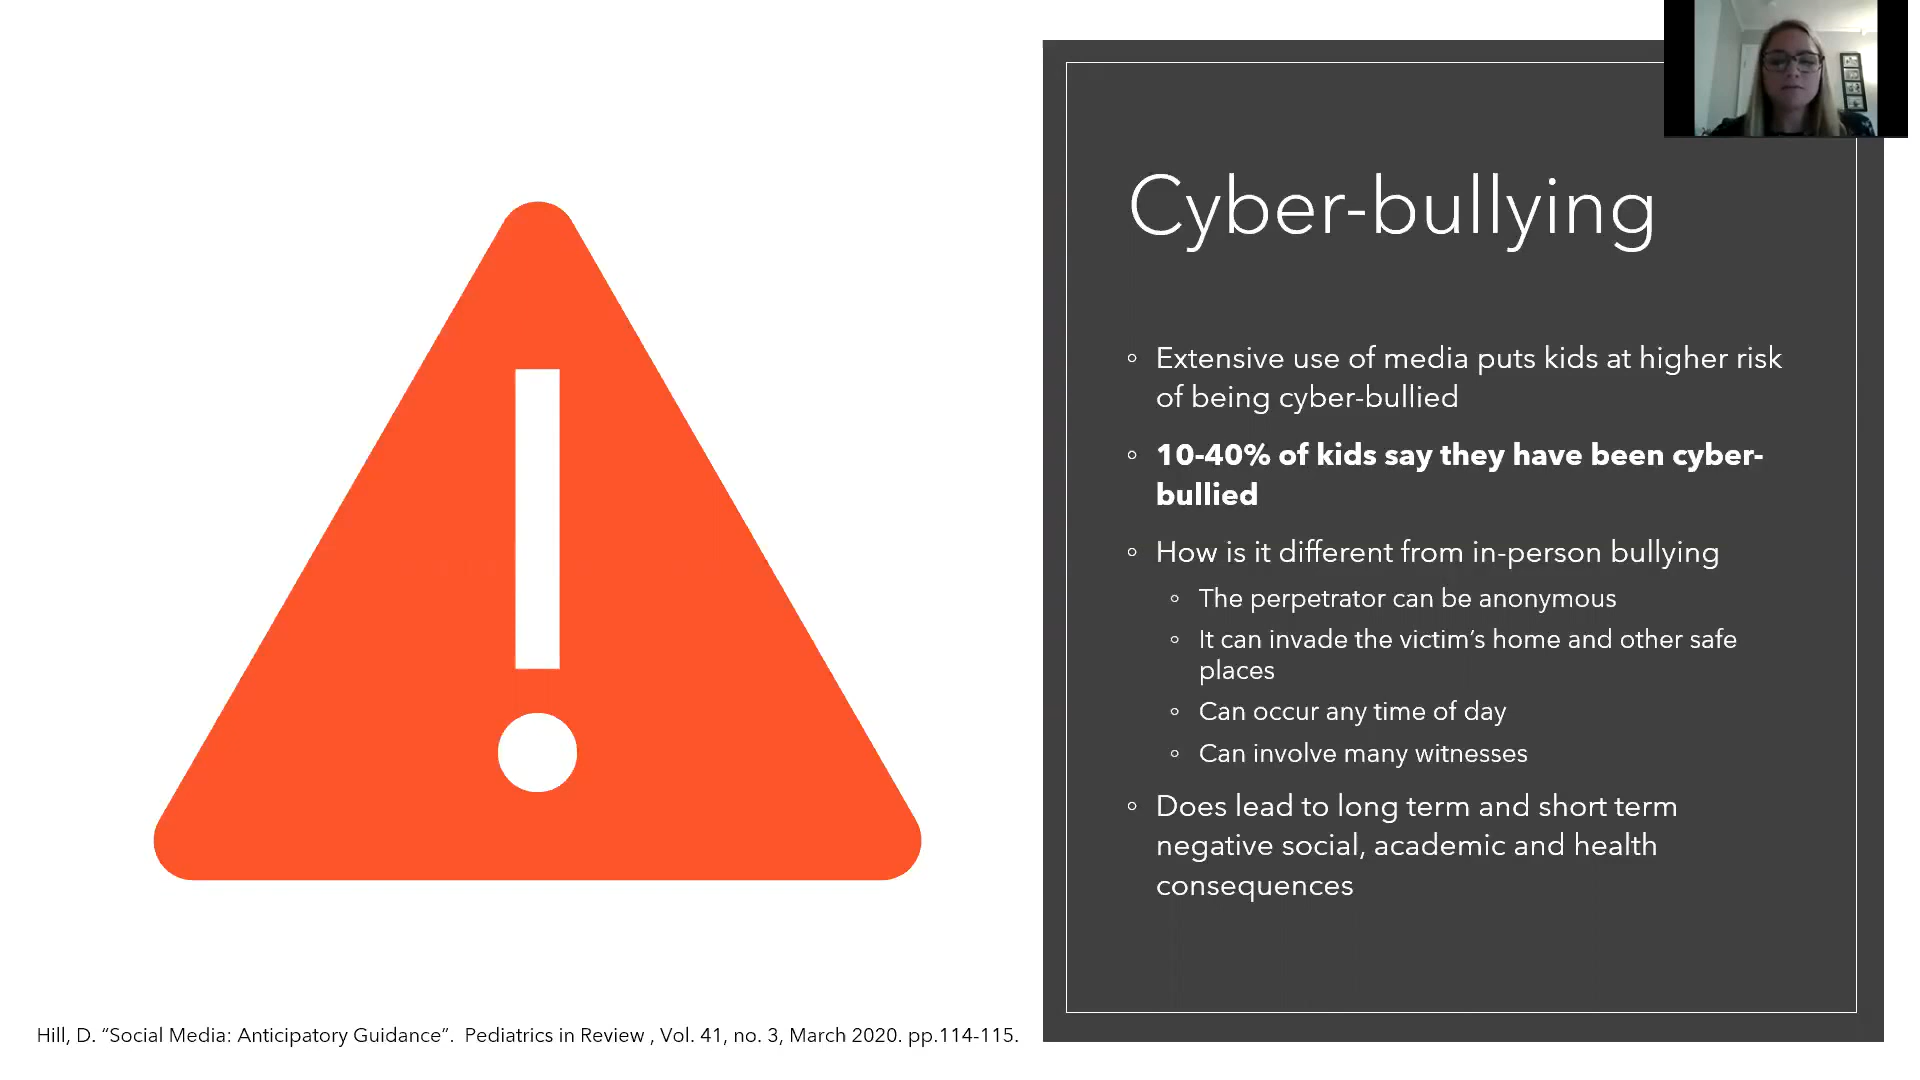 Cyber-bullying
◦ Extensive use of media puts kids at higher risk
of being cyber-bullied
◦ 10-40% of kids say they have been cyber-
bullied
◦ How is it different from in-person bullying
◦ The perpetrator can be anonymous
◦ It can invade the victim’s home and other safe
places
◦ Can occur any time of day
◦ Can involve many witnesses
◦ Does lead to long term and short term
negative social, academic and health
consequences
Hill, D. “Social Media: Anticipatory Guidance”.  Pediatrics in Review , Vol. 41, no. 3, March 2020. pp.114-115.